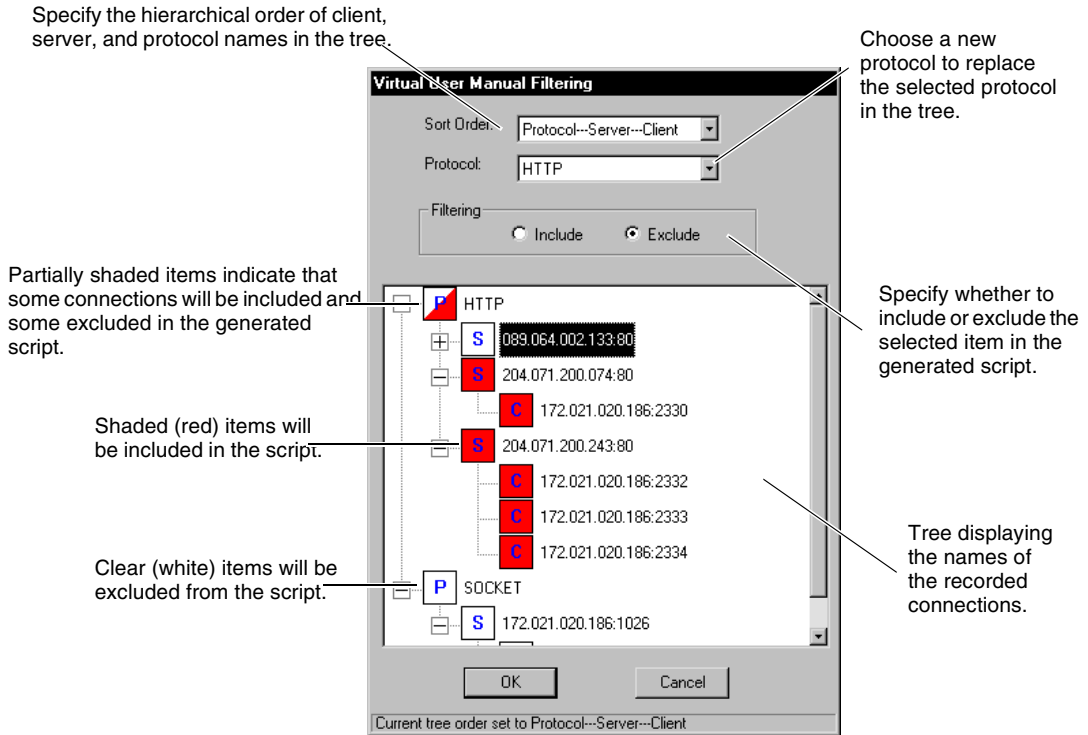 Specify the hierarchical order of client,
server, and protocol names in the tree.
Choose a new
protocol to replace
the selected protocol
in the tree.
Virtual User Manual Filtering
Sort Order:
Protocol---Server---Client
Protocol:
HTTP
Filtering
Include
Exclude
Partially shaded items indicate that
some connections will be included and
some excluded in the generated
script.
Specify whether to
include or exclude the
selected item in the
generated script.
P HTTP
S 089.064.002.133:80
S 204.071.200.074:80
C 172.021.020.186:2330
Shaded (red) items will
be included in the script.
S 204.071.200.243:80
C 172.021.020.186:2332
C 172.021.020.186:2333
C 172.021.020.186:2334
Tree displaying
the names of
the recorded
connections.
Clear (white) items will be
excluded from the script.
P SOCKET
S 172.021.020.186:1026
OK
Cancel
Current tree order set to Protocol---Server---Client